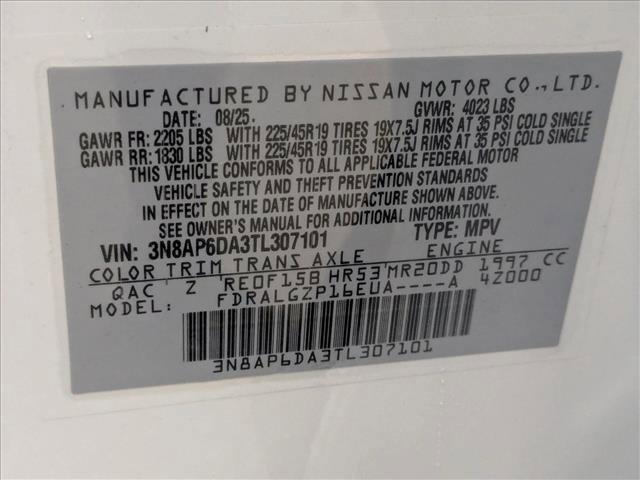 MANUFACTURED BY NISSAN MOTOR CO.,LTD.
DATE: 08/25. GVWR: 4023 LBS
GAWR FR: 2205 LBS WITH 225/45R19 TIRES 19X7.5J RIMS AT 35 PSI COLD SINGLE
GAWR RR: 1830 LBS WITH 225/45R19 TIRES 19X7.5J RIMS AT 35 PSI COLD SINGLE
THIS VEHICLE CONFORMS TO ALL APPLICABLE FEDERAL MOTOR
VEHICLE SAFETY AND THEFT PREVENTION STANDARDS
IN EFFECT ON THE DATE OF MANUFACTURE SHOWN ABOVE.
SEE OWNER'S MANUAL FOR ADDITIONAL INFORMATION
VIN: 3N8AP6DA3TL307101 TYPE: MPV
COLOR TRIM TRANS AXLE ENGINE
QAC Z RE0F15B HR53 MR20DD 1997 CC
FDRALGZP16EUA----A 4Z000
3N8AP6DA3TL307101